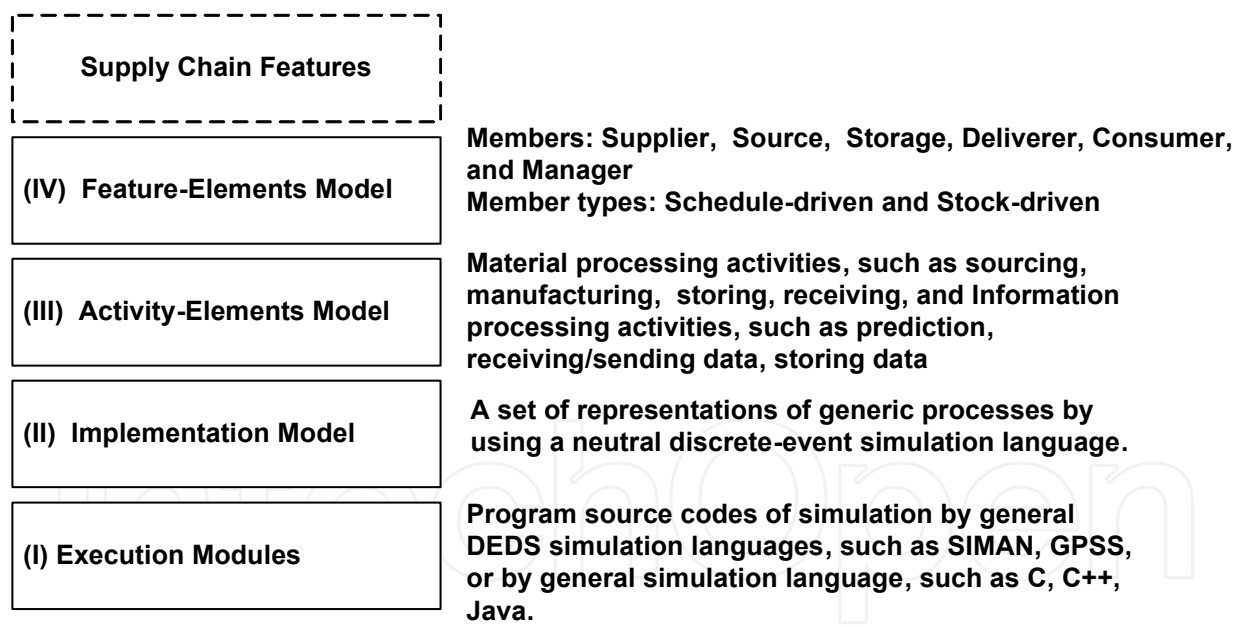 Supply Chain Features
(IV) Feature-Elements Model
Members: Supplier, Source, Storage, Deliverer, Consumer,
and Manager
Member types: Schedule-driven and Stock-driven
(III) Activity-Elements Model
Material processing activities, such as sourcing,
manufacturing, storing, receiving, and Information
processing activities, such as prediction,
receiving/sending data, storing data
(II) Implementation Model
A set of representations of generic processes by
using a neutral discrete-event simulation language.
(I) Execution Modules
Program source codes of simulation by general
DEDS simulation languages, such as SIMAN, GPSS,
or by general simulation language, such as C, C++,
Java.
IntechOpen